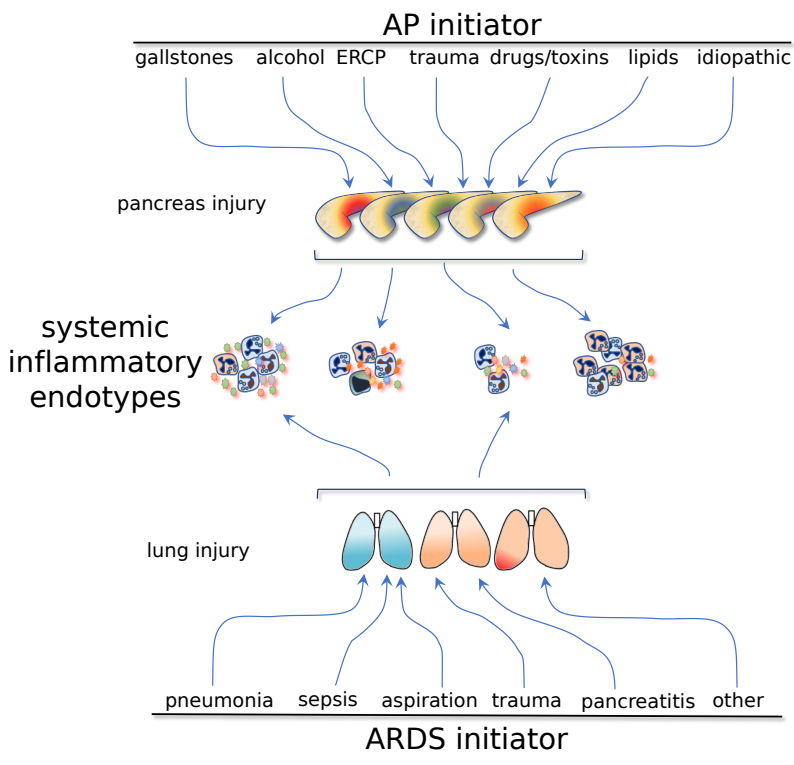 AP initiator
gallstones alcohol ERCP trauma drugs/toxins lipids idiopathic
pancreas injury
systemic
inflammatory
endotypes
lung injury
pneumonia sepsis aspiration trauma pancreatitis other
ARDS initiator